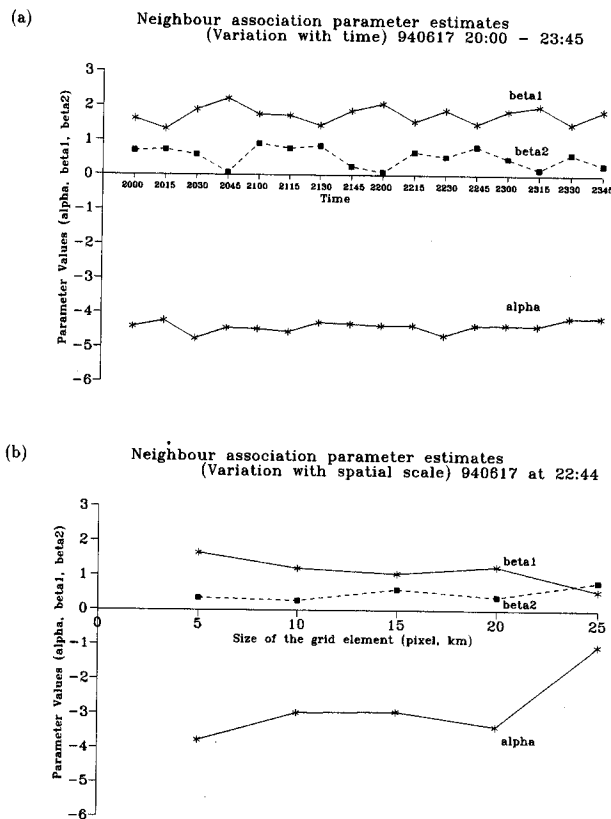 (a)
Neighbour association parameter estimates
(Variation with time) 940617 20:00 - 23:45
Parameter Values (alpha, beta1, beta2)
3
2
1
0
-1
-2
-3
-4
-5
-6
beta1
beta2
2000 2015 2030 2045 2100 2115 2130 2145 2200 2215 2230 2245 2300 2315 2330 2345
Time
alpha
(b)
Neighbour association parameter estimates
(Variation with spatial scale) 940617 at 22:44
Parameter Values (alpha, beta1, beta2)
3
2
1
0
-1
-2
-3
-4
-5
-6
beta1
beta2
0 5 10 15 20 25
Size of the grid element (pixel, km)
alpha